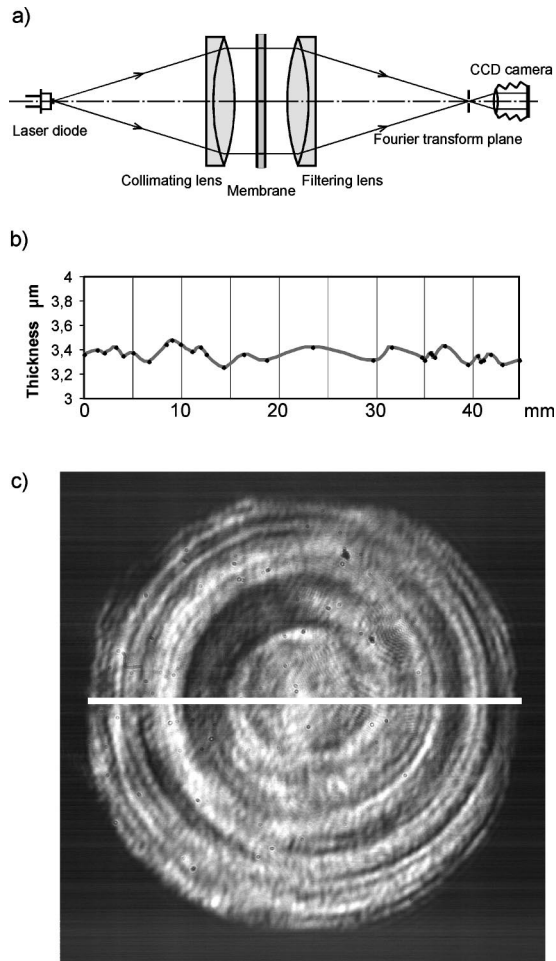 a)
CCD camera
Laser diode
Fourier transform plane
Collimating lens
Filtering lens
Membrane
b)
Thickness µm
4
3,8
3,6
3,4
3,2
3
0 10 20 30 40 mm
c)